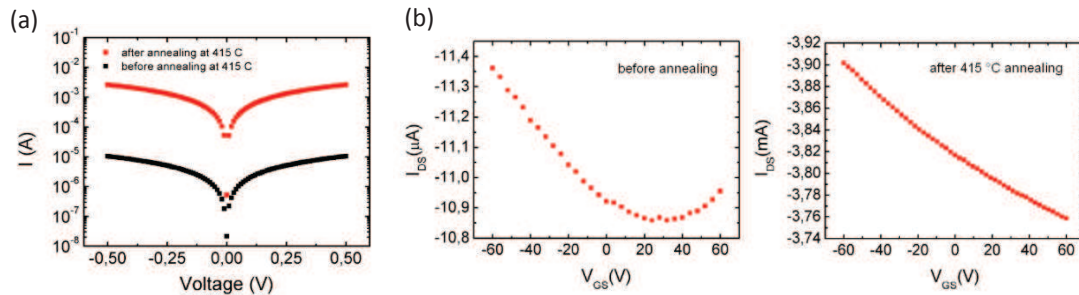 (a)
10⁻¹
10⁻²
10⁻³
10⁻⁴
10⁻⁵
10⁻⁶
10⁻⁷
10⁻⁸
I (A)
after annealing at 415 C
before annealing at 415 C
-0,50 -0,25 0,00 0,25 0,50
Voltage (V)
(b)
-11,4
-11,3
-11,2
-11,1
-11,0
-10,9
-10,8
I_DS(µA)
before annealing
-60 -40 -20 0 20 40 60
V_GS(V)
-3,92
-3,90
-3,88
-3,86
-3,84
-3,82
-3,80
-3,78
-3,76
-3,74
I_DS(mA)
after 415 °C annealing
-60 -40 -20 0 20 40 60
V_GS(V)